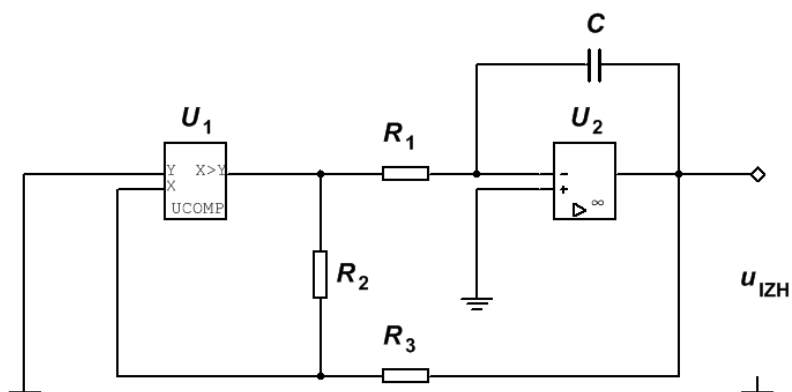 C
U1
R1
U2
Y X>Y
X
UCOMP
-
+
∞
R2
uIZH
R3